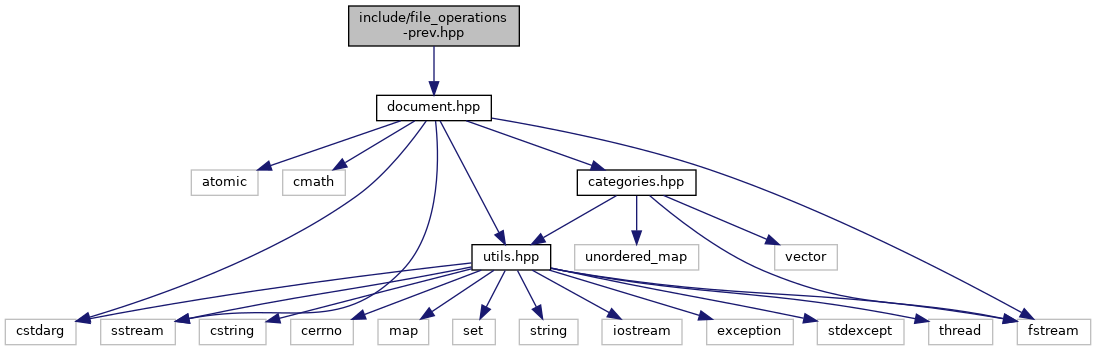 include/file_operations
-prev.hpp
document.hpp
atomic
cmath
categories.hpp
utils.hpp
unordered_map
vector
cstdarg
sstream
cstring
cerrno
map
set
string
iostream
exception
stdexcept
thread
fstream